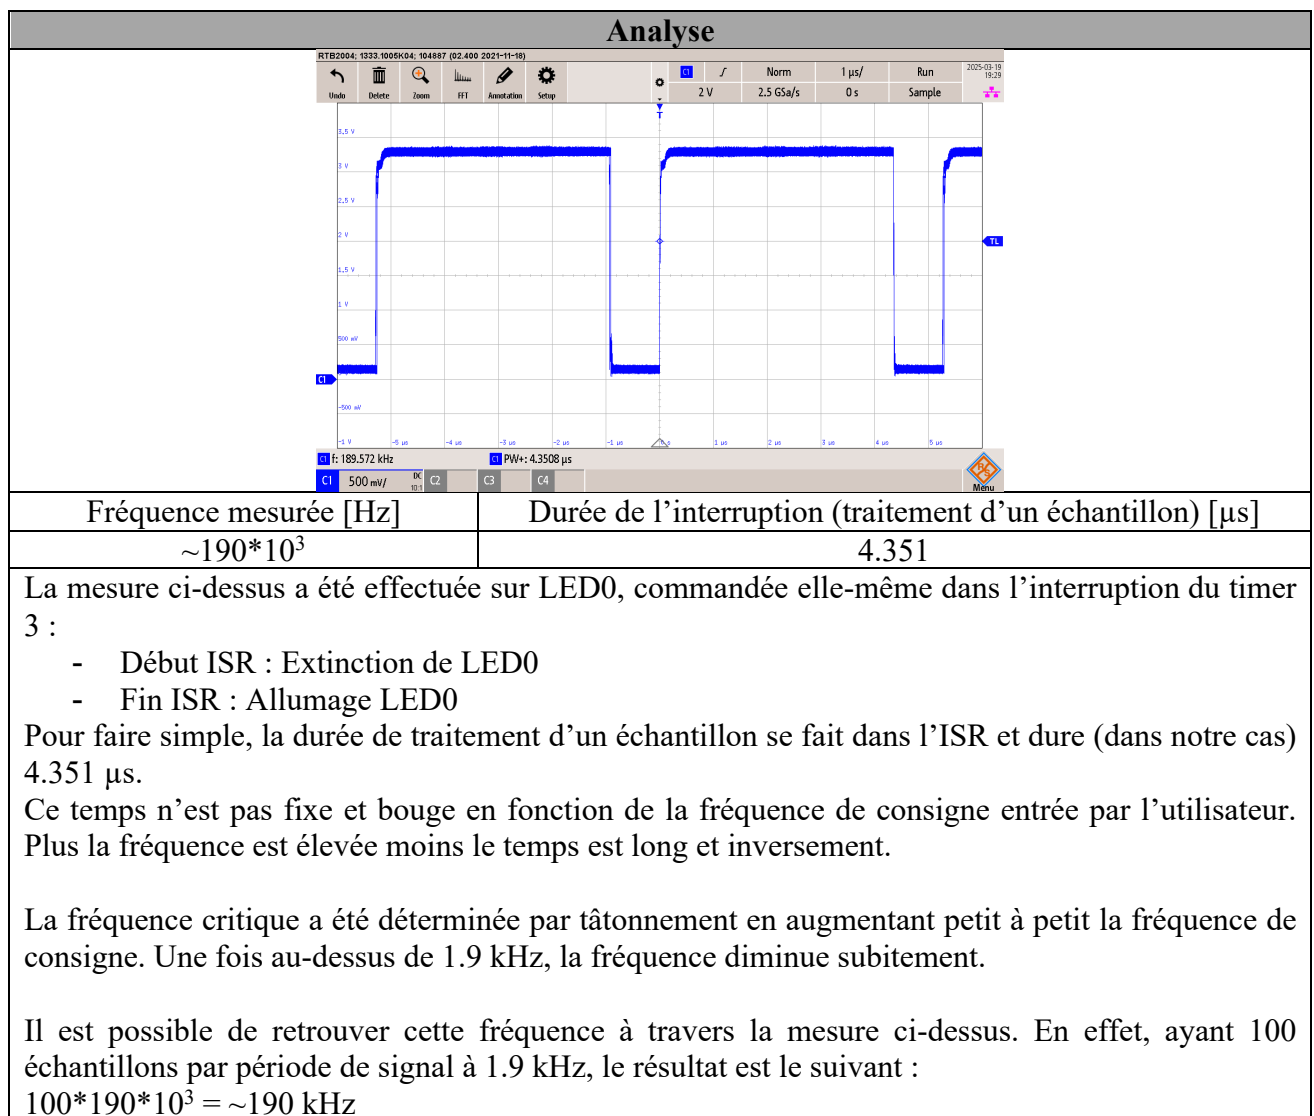 Analyse
RTB2004; 1333.1005K04; 104887 (02.400 2021-11-18)
Undo Delete Zoom FFT Annotation Setup
C1 Norm 1 µs/ Run
2 V 2.5 GSa/s 0 s Sample
2025-03-19
19:29
T
3.5 V
3 V
2.5 V
2 V
TL
1.5 V
1 V
500 mV
C1
-500 mV
-1 V -5 µs -4 µs -3 µs -2 µs -1 µs 0 s 1 µs 2 µs 3 µs 4 µs 5 µs
C1 f: 189.572 kHz C1 PW+: 4.3508 µs
C1 500 mV/ DC 10:1 C2 C3 C4 Menu
Fréquence mesurée [Hz] Durée de l’interruption (traitement d’un échantillon) [µs]
~190*10³ 4.351
La mesure ci-dessus a été effectuée sur LED0, commandée elle-même dans l’interruption du timer
3 :
- Début ISR : Extinction de LED0
- Fin ISR : Allumage LED0
Pour faire simple, la durée de traitement d’un échantillon se fait dans l’ISR et dure (dans notre cas)
4.351 µs.
Ce temps n’est pas fixe et bouge en fonction de la fréquence de consigne entrée par l’utilisateur.
Plus la fréquence est élevée moins le temps est long et inversement.
La fréquence critique a été déterminée par tâtonnement en augmentant petit à petit la fréquence de
consigne. Une fois au-dessus de 1.9 kHz, la fréquence diminue subitement.
Il est possible de retrouver cette fréquence à travers la mesure ci-dessus. En effet, ayant 100
échantillons par période de signal à 1.9 kHz, le résultat est le suivant :
100*190*10³ = ~190 kHz